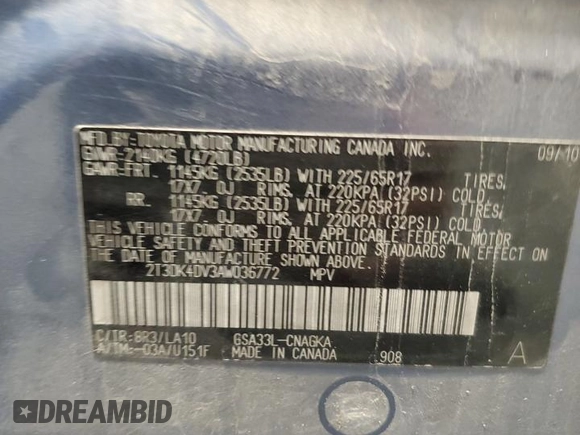 MFD.BY:TOYOTA MOTOR MANUFACTURING CANADA INC.
GVWR-2140KG (4720LB) 09/10
GAWR:FRT. 1145KG (2535LB) WITH 225/65R17 TIRES,
17X7.0J RIMS, AT 220KPA (32PSI) COLD.
RR. 1145KG (2535LB) WITH 225/65R17 TIRES,
17X7.0J RIMS, AT 220KPA (32PSI) COLD.
THIS VEHICLE CONFORMS TO ALL APPLICABLE FEDERAL MOTOR
VEHICLE SAFETY AND THEFT PREVENTION STANDARDS IN EFFECT ON
THE DATE OF MANUFACTURE SHOWN ABOVE.
2T3DK4DV3AW036772 MPV
C/TR:8R3/LA10 GSA33L-CNAGKA
A/TM:-03A/U151F MADE IN CANADA 908 A
DREAMBID